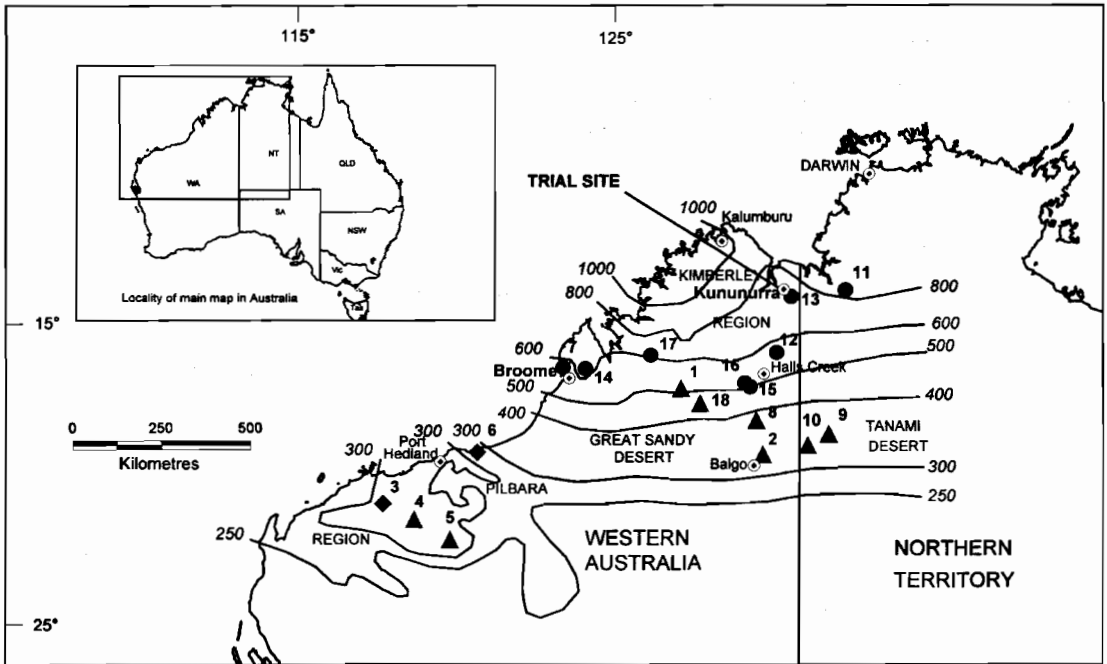 115°
125°
NT
QLD
WA
SA
NSW
Vic
Tas
Locality of main map in Australia
DARWIN
TRIAL SITE
1000
Kalumburu
KIMBERLEY
1000
11
Kununurra
13
800
800
REGION
600
15°
17
12
500
7
600
Halls Creek
16
1
Broome
14
15
500
18
400
400
8
9
10
TANAMI
DESERT
GREAT SANDY
DESERT
2
Balgo
300
6
300
300
Port
Hedland
300
250
0
250
500
Kilometres
PILBARA
3
4
5
REGION
250
WESTERN
AUSTRALIA
NORTHERN
TERRITORY
25°